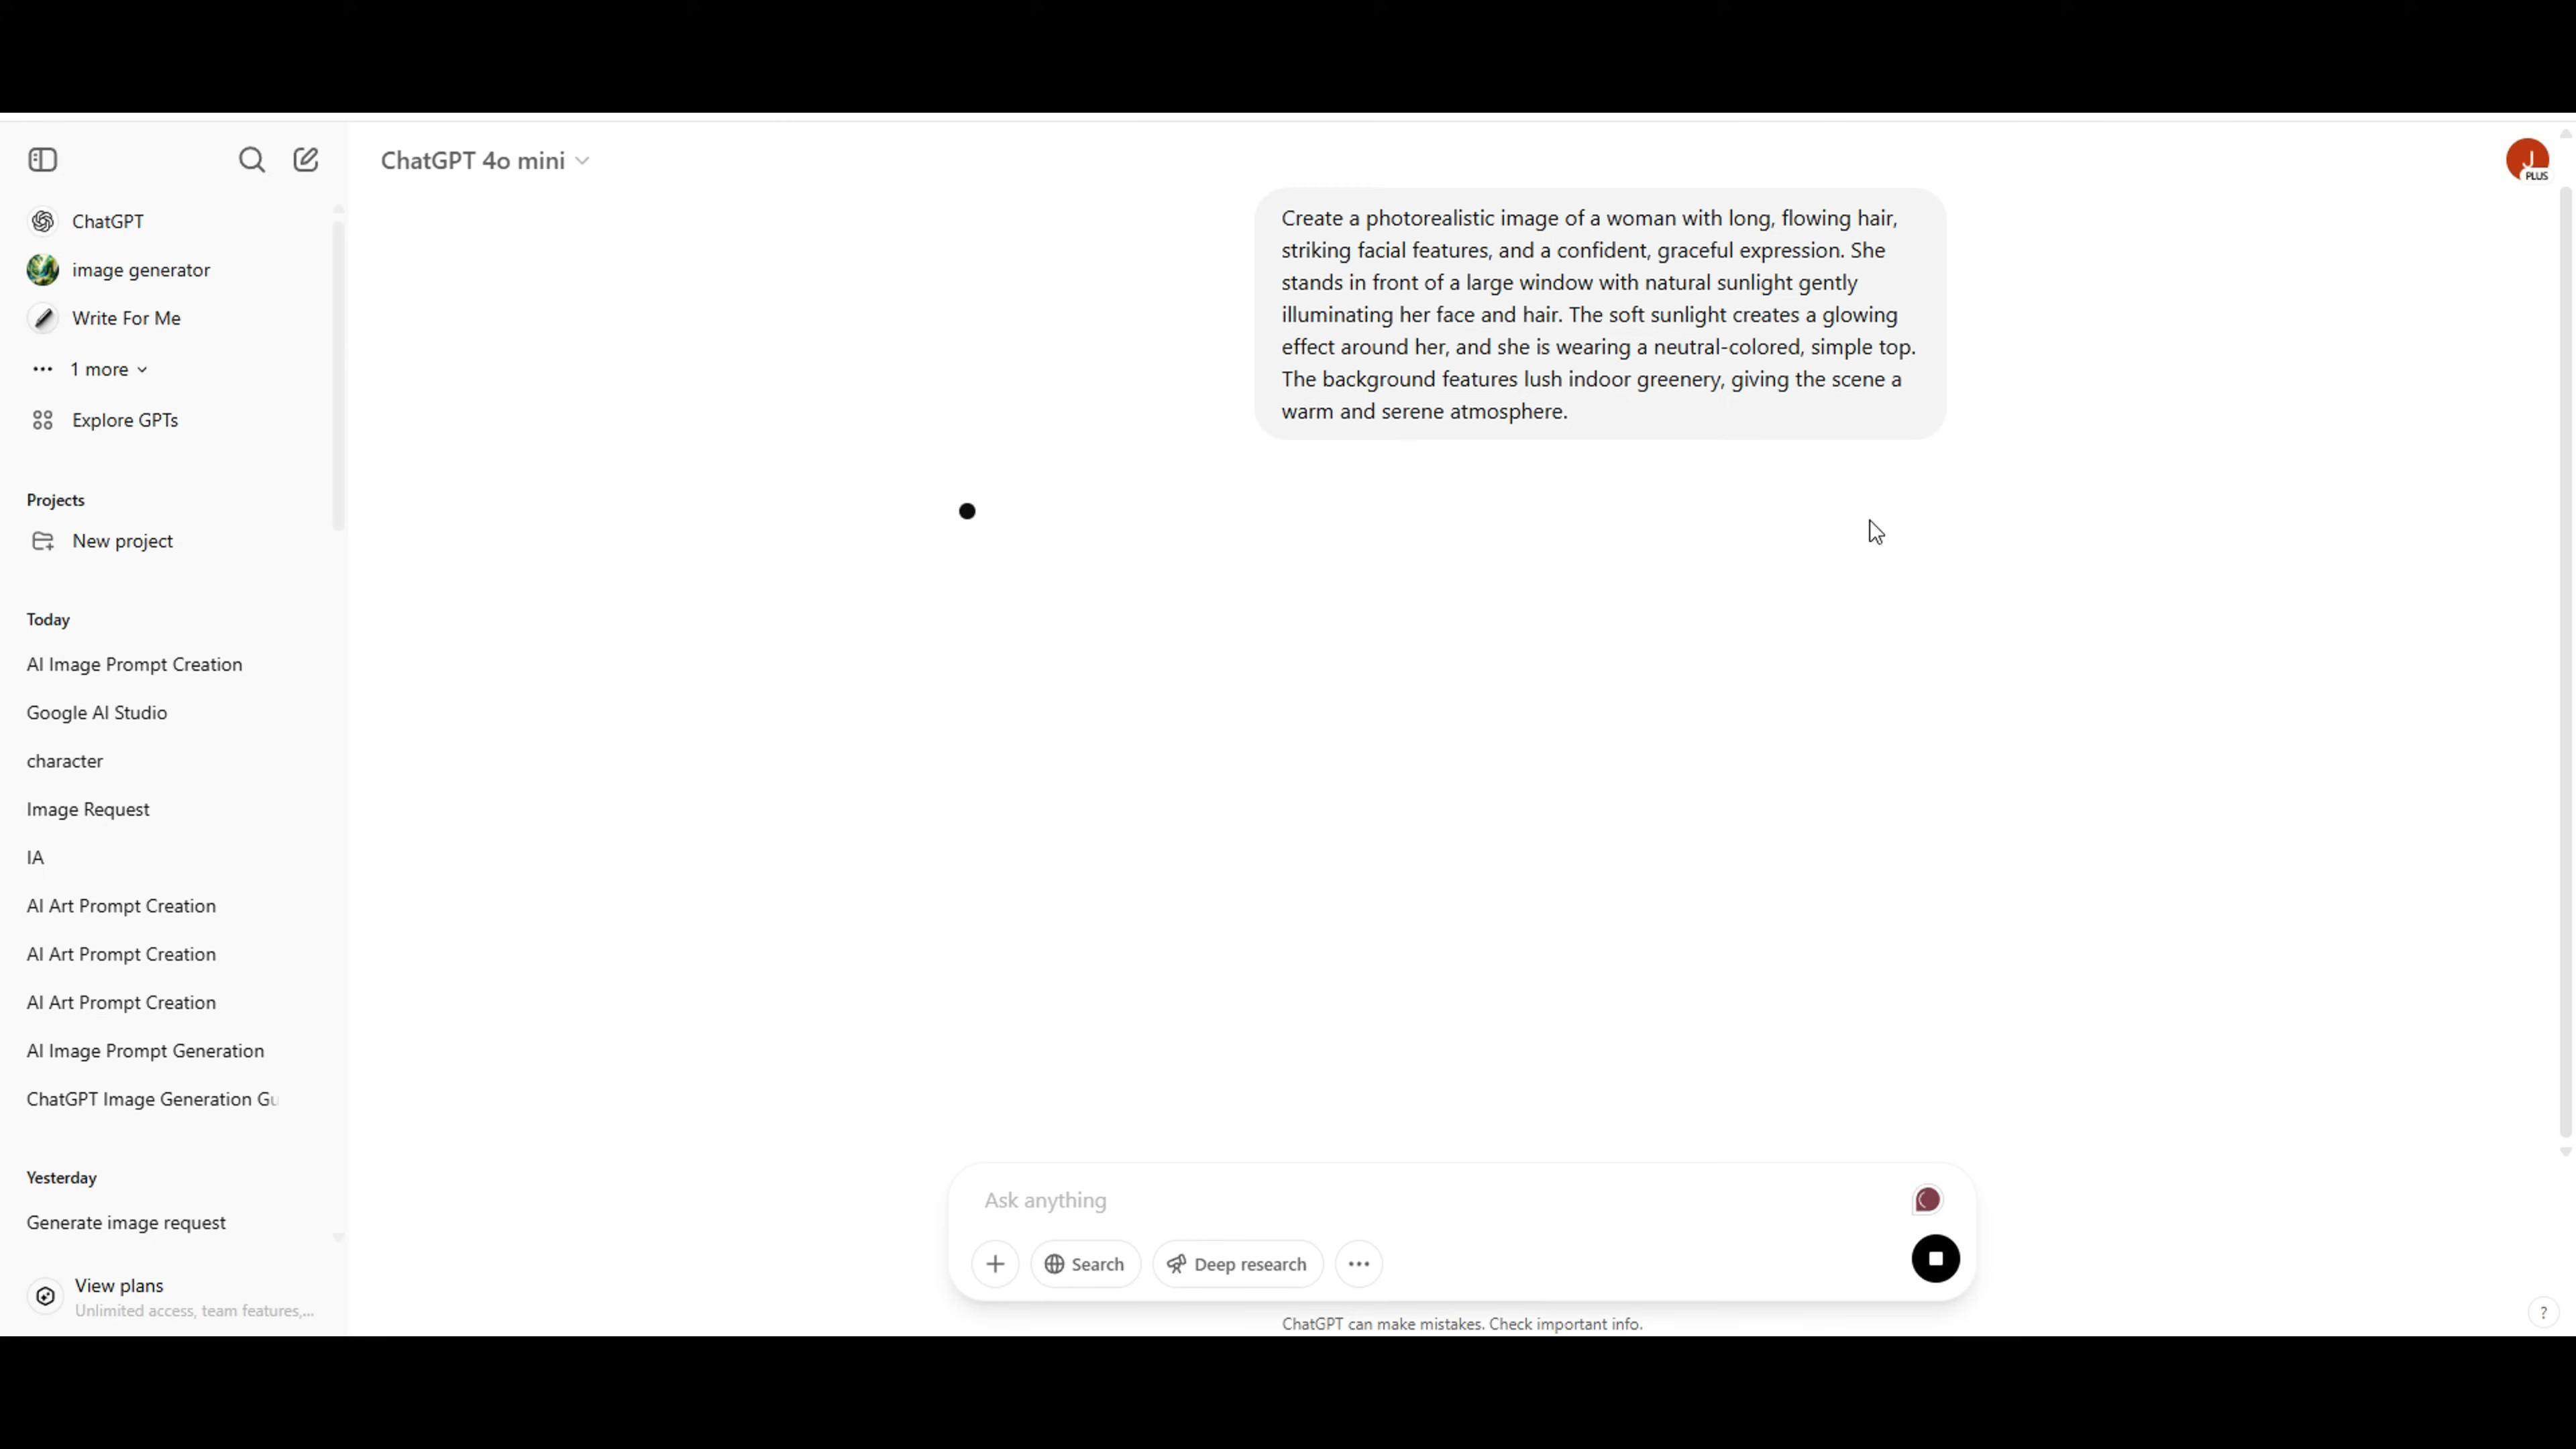 ChatGPT 4o mini
J
PLUS
ChatGPT
image generator
Write For Me
1 more
Explore GPTs
Projects
New project
Today
AI Image Prompt Creation
Google AI Studio
character
Image Request
IA
AI Art Prompt Creation
AI Art Prompt Creation
AI Art Prompt Creation
AI Image Prompt Generation
ChatGPT Image Generation Gu
Yesterday
Generate image request
View plans
Unlimited access, team features,...
Create a photorealistic image of a woman with long, flowing hair,
striking facial features, and a confident, graceful expression. She
stands in front of a large window with natural sunlight gently
illuminating her face and hair. The soft sunlight creates a glowing
effect around her, and she is wearing a neutral-colored, simple top.
The background features lush indoor greenery, giving the scene a
warm and serene atmosphere.
Ask anything
Search
Deep research
ChatGPT can make mistakes. Check important info.
?